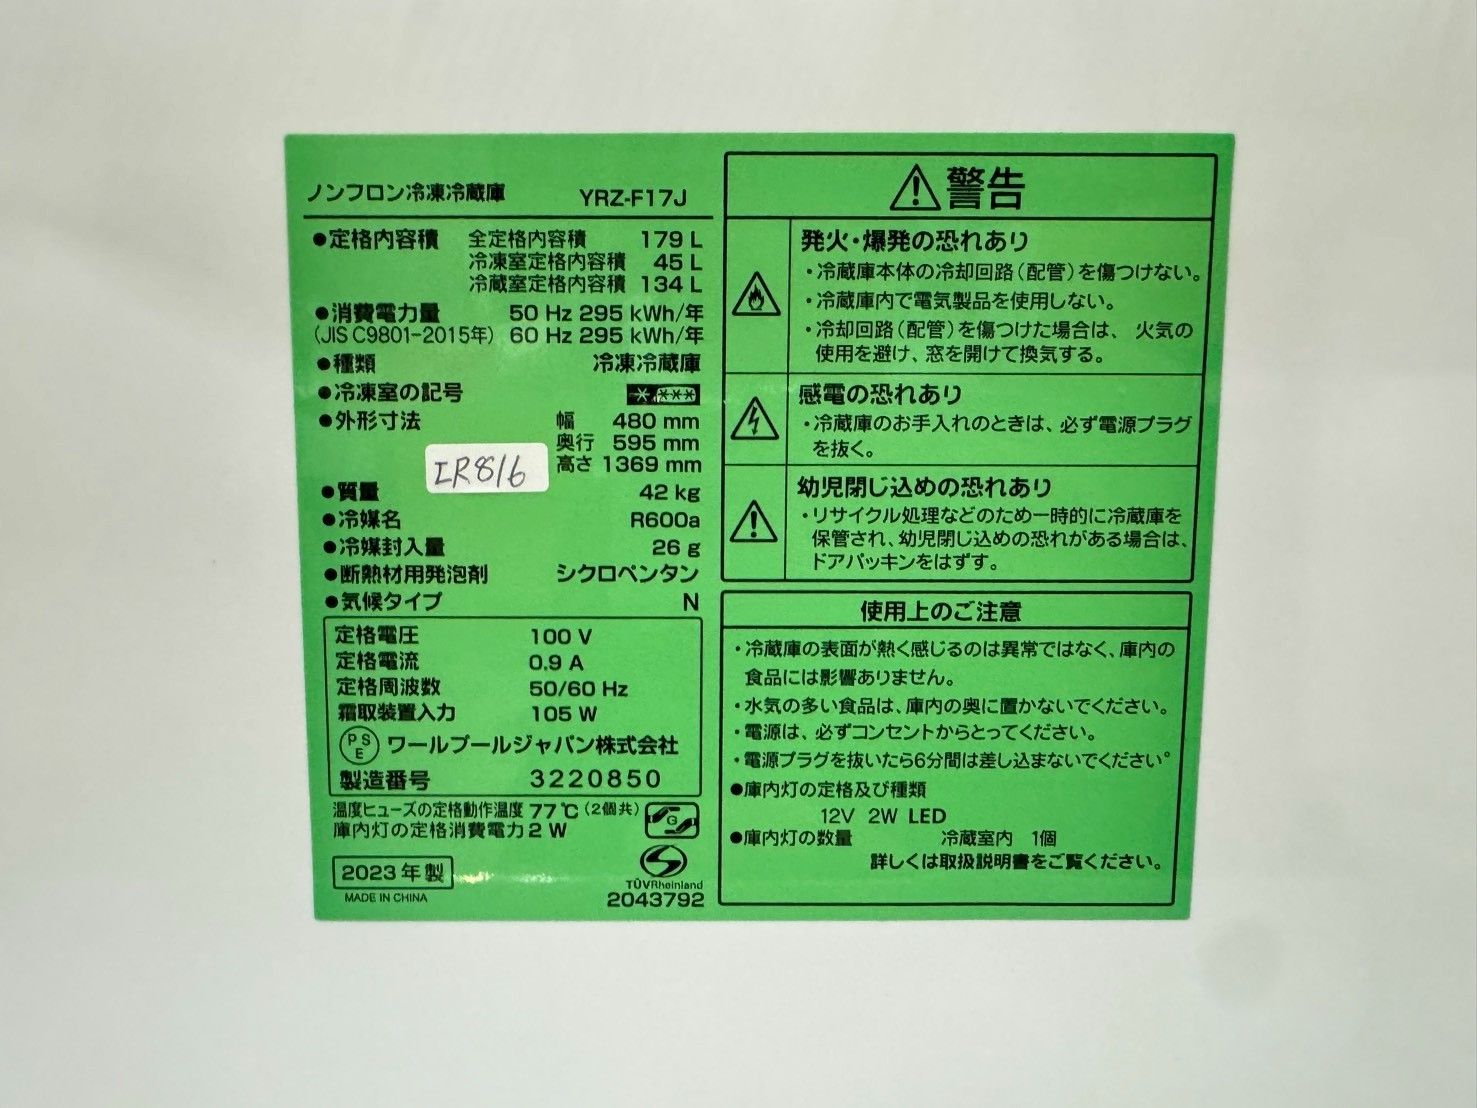 ノンフロン冷凍冷蔵庫 YRZ-F17J
●定格内容積 全定格内容積 179 L
冷凍室定格内容積 45 L
冷蔵室定格内容積 134 L
●消費電力量 50 Hz 295 kWh/年
(JIS C9801-2015年) 60 Hz 295 kWh/年
●種類 冷凍冷蔵庫
●冷凍室の記号
●外形寸法 幅 480 mm
奥行 595 mm
高さ 1369 mm
IR816
●質量 42 kg
●冷媒名 R600a
●冷媒封入量 26 g
●断熱材用発泡剤 シクロペンタン
●気候タイプ N
定格電圧 100 V
定格電流 0.9 A
定格周波数 50/60 Hz
霜取装置入力 105 W
PSE ワールプールジャパン株式会社
製造番号 3220850
温度ヒューズの定格動作温度 77℃(2個共)
庫内灯の定格消費電力 2 W
G
2023年製
MADE IN CHINA
TÜVRheinland
2043792
警告
発火・爆発の恐れあり
・冷蔵庫本体の冷却回路(配管)を傷つけない。
・冷蔵庫内で電気製品を使用しない。
・冷却回路(配管)を傷つけた場合は、火気の
使用を避け、窓を開けて換気する。
感電の恐れあり
・冷蔵庫のお手入れのときは、必ず電源プラグ
を抜く。
幼児閉じ込めの恐れあり
・リサイクル処理などのため一時的に冷蔵庫を
保管され、幼児閉じ込めの恐れがある場合は、
ドアパッキンをはずす。
使用上のご注意
・冷蔵庫の表面が熱く感じるのは異常ではなく、庫内の
食品には影響ありません。
・水気の多い食品は、庫内の奥に置かないでください。
・電源は、必ずコンセントからとってください。
・電源プラグを抜いたら6分間は差し込まないでください。
●庫内灯の定格及び種類
12V 2W LED
●庫内灯の数量 冷蔵室内 1個
詳しくは取扱説明書をご覧ください。